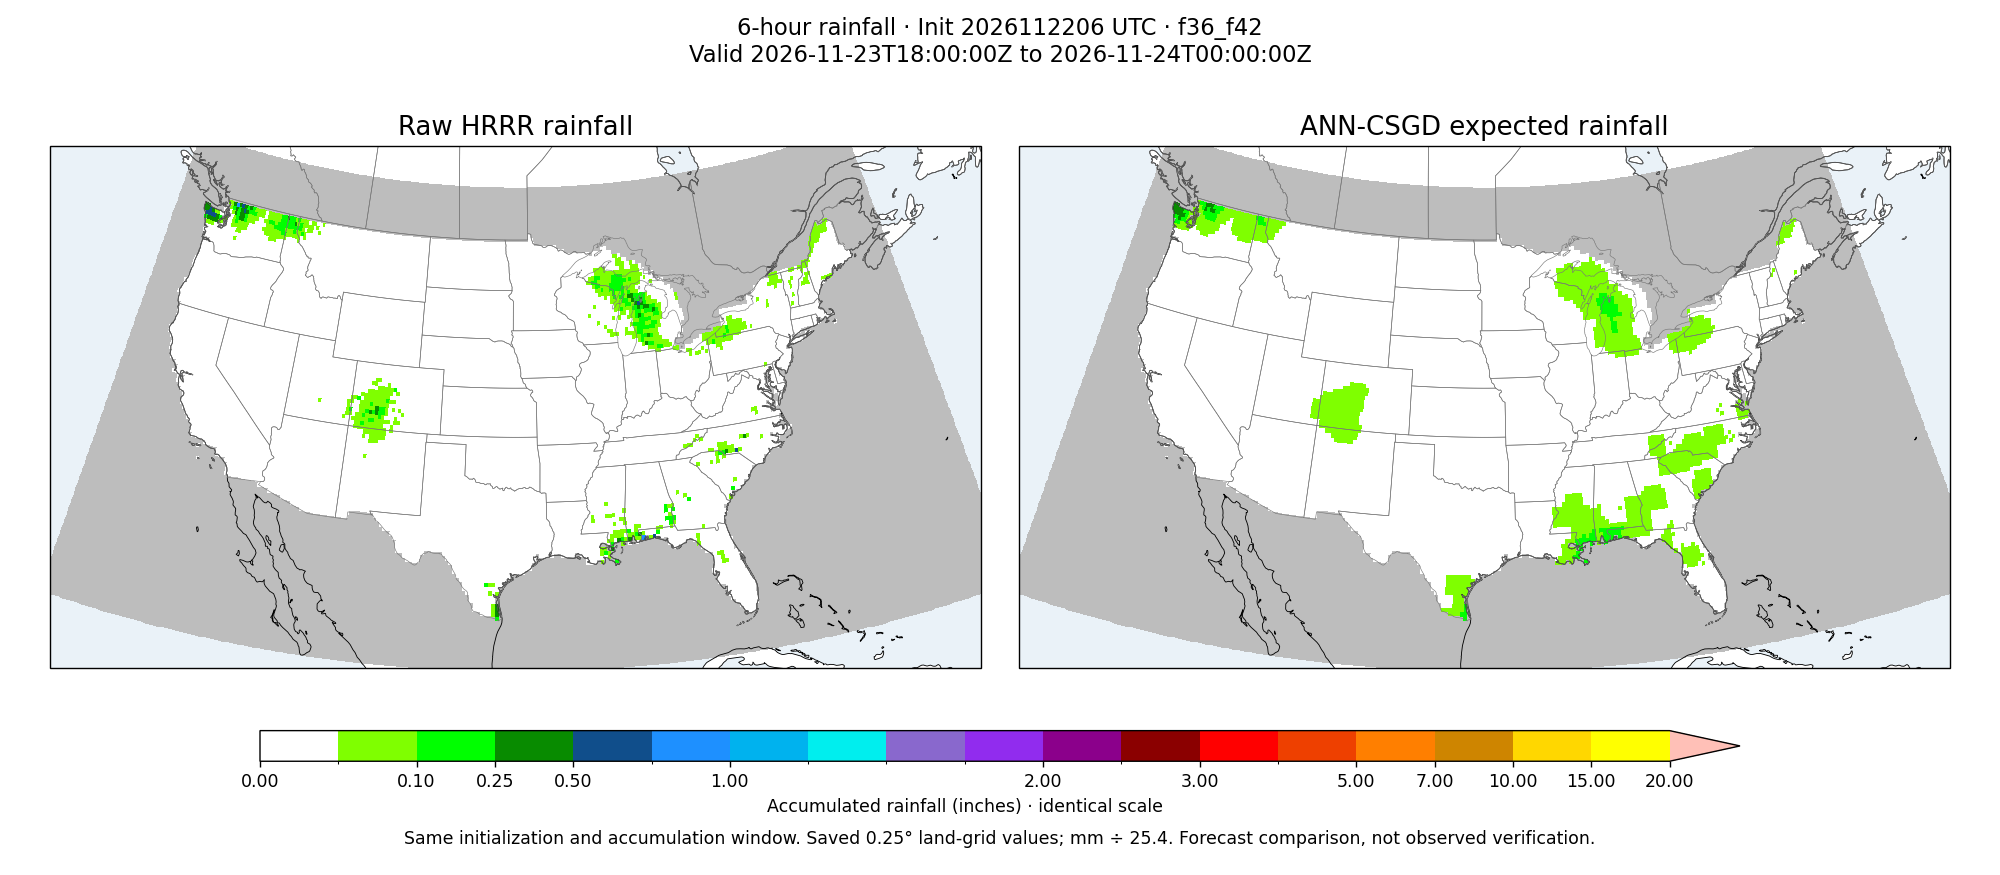 6-hour rainfall · Init 2026112206 UTC · f36_f42
Valid 2026-11-23T18:00:00Z to 2026-11-24T00:00:00Z
Raw HRRR rainfall
ANN-CSGD expected rainfall
0.00 0.10 0.25 0.50 1.00 2.00 3.00 5.00 7.00 10.00 15.00 20.00
Accumulated rainfall (inches) · identical scale
Same initialization and accumulation window. Saved 0.25° land-grid values; mm ÷ 25.4. Forecast comparison, not observed verification.